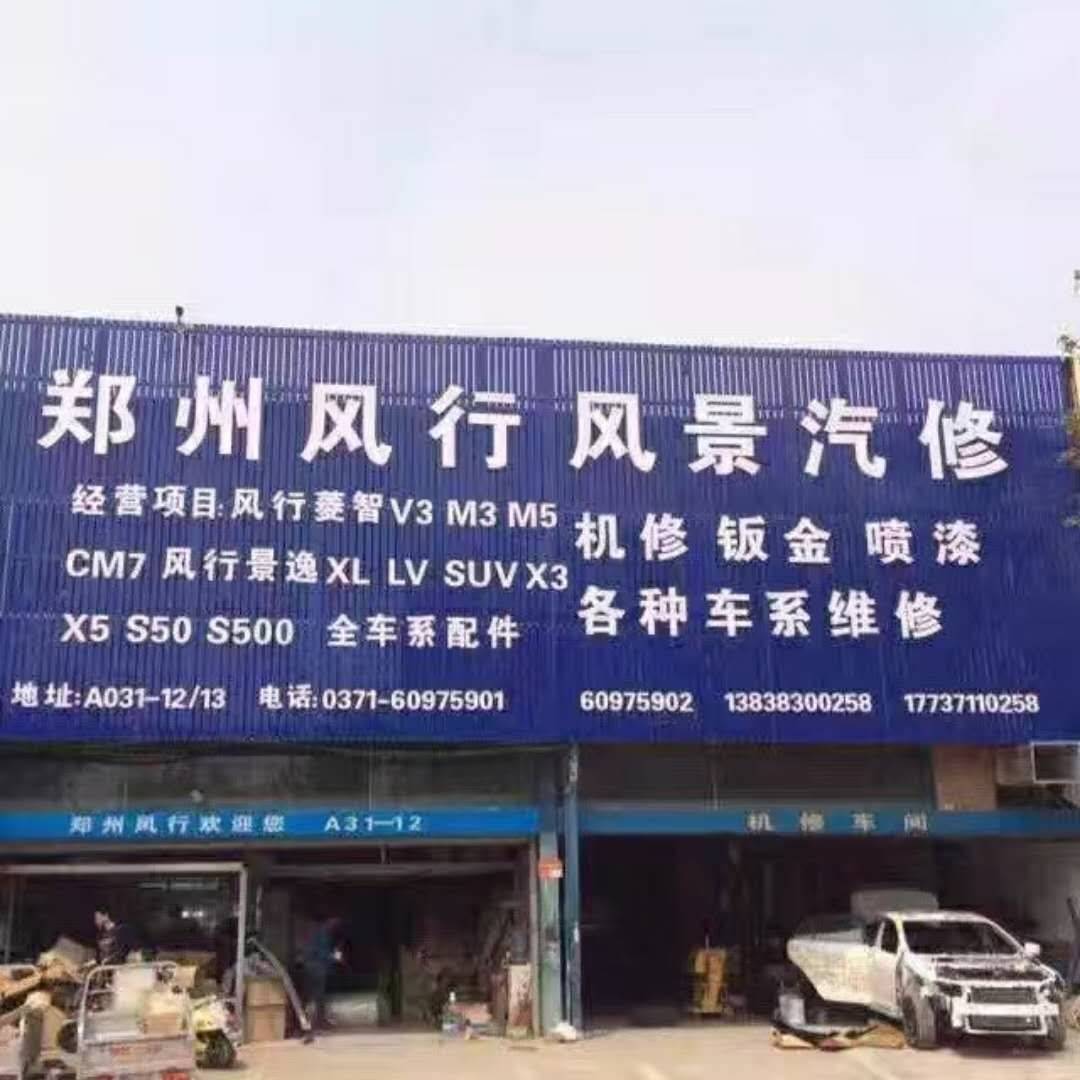 郑州风行风景汽修
经营项目:风行菱智V3 M3 M5
CM7 风行景逸XL LV SUV X3
X5 S50 S500 全车系配件
机修 钣金 喷漆
各种车系维修
地址:A031-12/13 电话:0371-60975901 60975902 13838300258 17737110258
郑州风行欢迎您 A31—12
机修车间